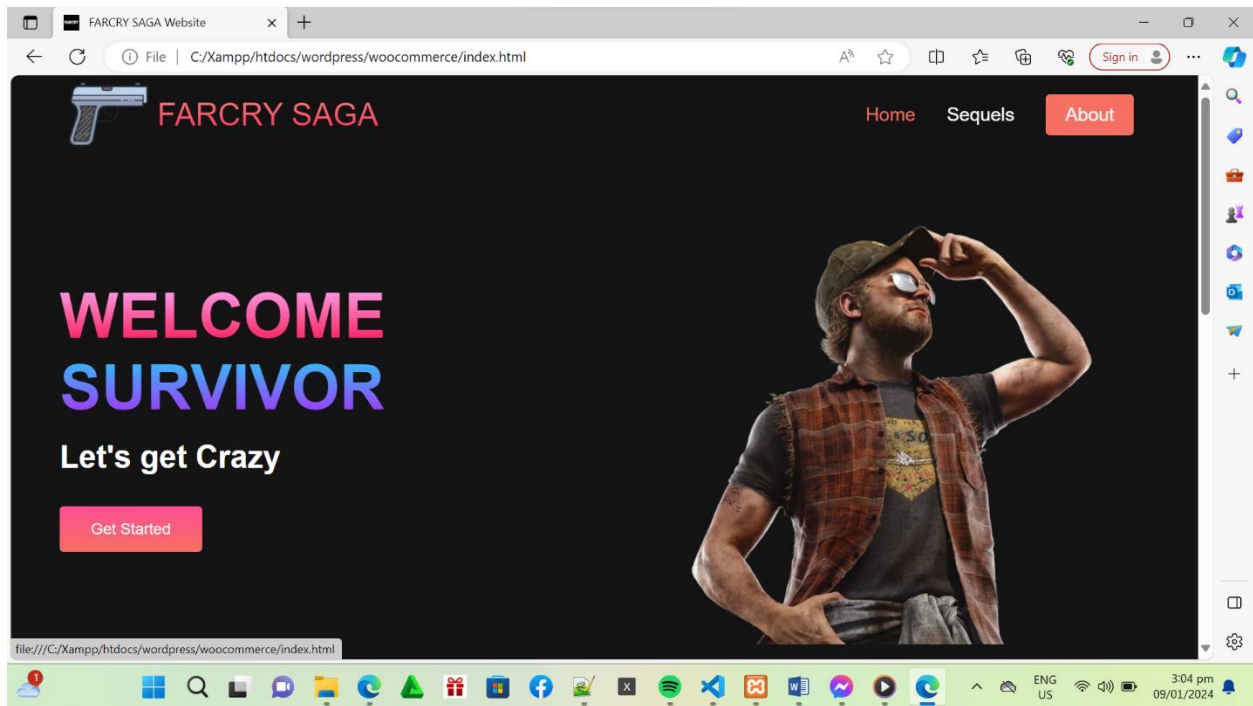 FARCRY SAGA Website
File | C:/Xampp/htdocs/wordpress/woocommerce/index.html
Sign in
FARCRY SAGA
Home
Sequels
About
WELCOME
SURVIVOR
Let's get Crazy
Get Started
file:///C:/Xampp/htdocs/wordpress/woocommerce/index.html
1
ENG
US
3:04 pm
09/01/2024